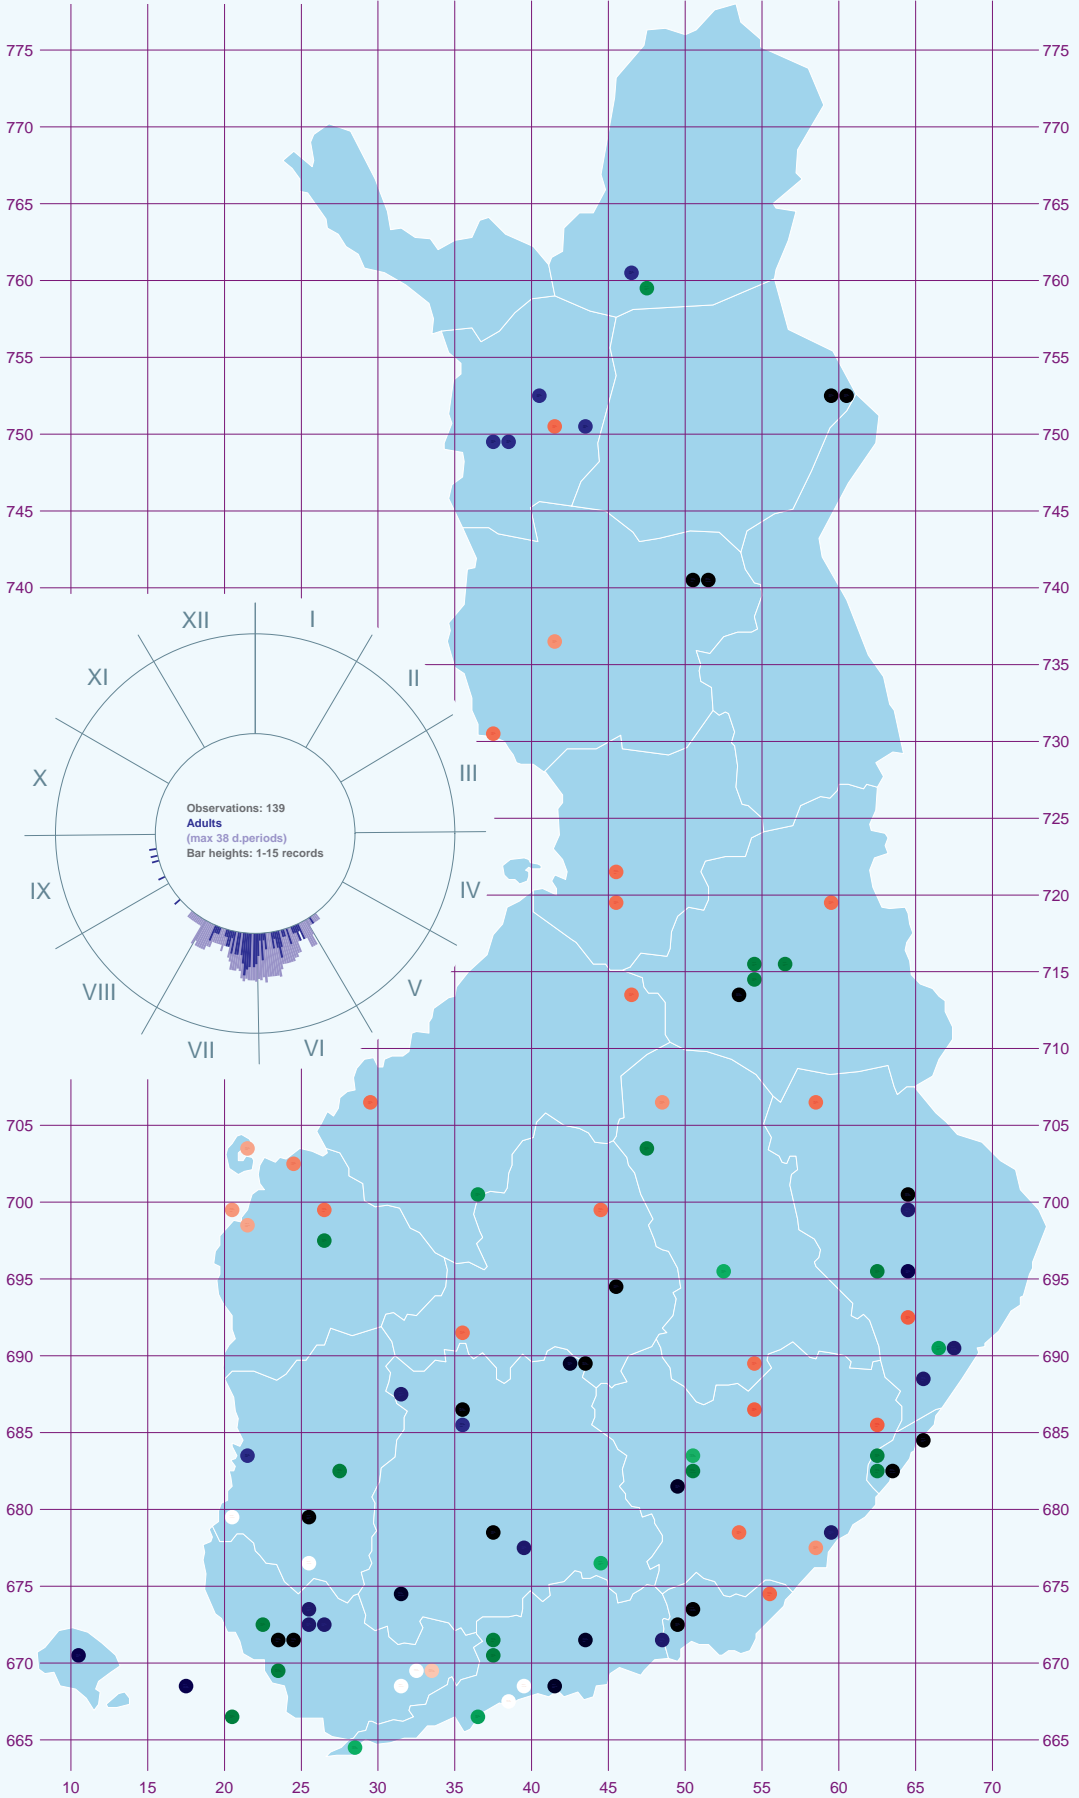 775 775
770 770
765 765
760 760
755 755
750 750
745 745
740 740
XII I
XI II
735 735
730 730
X III
Observations: 139
Adults
(max 38 d.periods)
Bar heights: 1-15 records
725 725
IX IV
720 720
VIII V
715 715
VII VI
710 710
705 705
700 700
695 695
690 690
685 685
680 680
675 675
670 670
665 665
10 15 20 25 30 35 40 45 50 55 60 65 70